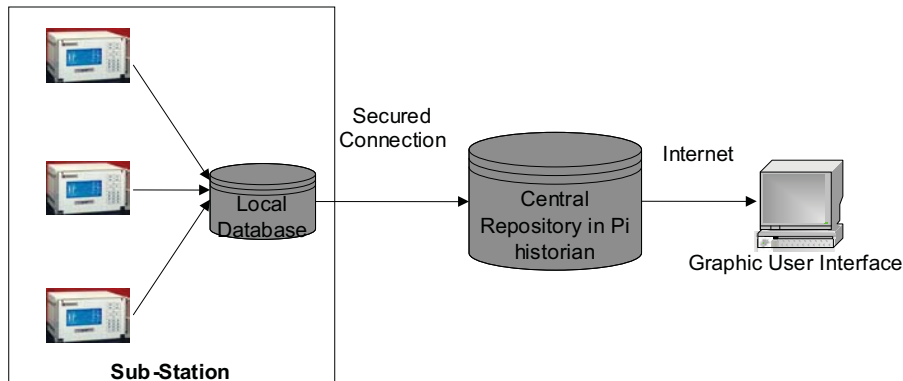 Secured
Connection
Internet
Local
Database
Central
Repository in Pi
historian
Graphic User Interface
Sub-Station